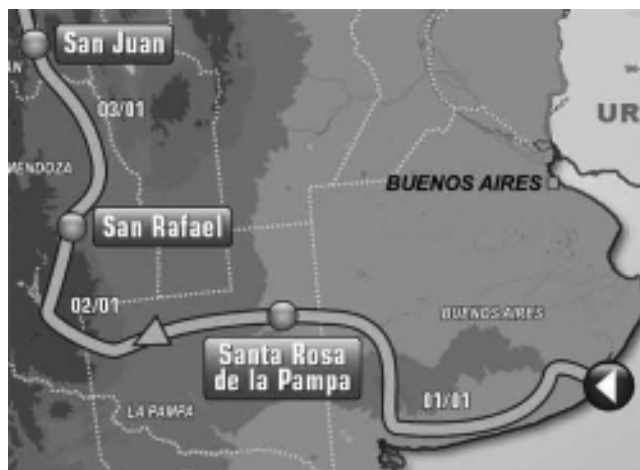 San Juan
03/01
UR
MENDOZA
BUENOS AIRES
San Rafael
02/01
BUENOS AIRES
Santa Rosa
de la Pampa
01/01
LA PAMPA